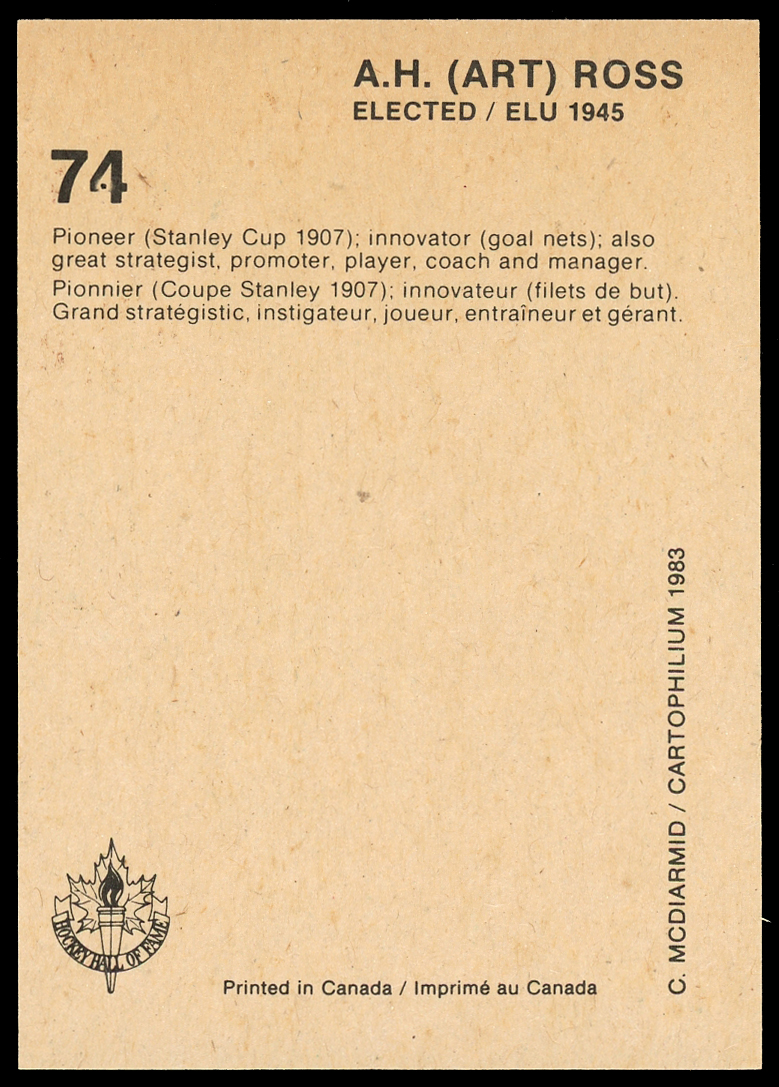 A.H. (ART) ROSS
ELECTED / ELU 1945
74
Pioneer (Stanley Cup 1907); innovator (goal nets); also
great strategist, promoter, player, coach and manager.
Pionnier (Coupe Stanley 1907); innovateur (filets de but).
Grand stratégistic, instigateur, joueur, entraîneur et gérant.
C. MCDIARMID / CARTOPHILIUM 1983
HOCKEY HALL OF FAME
Printed in Canada / Imprimé au Canada